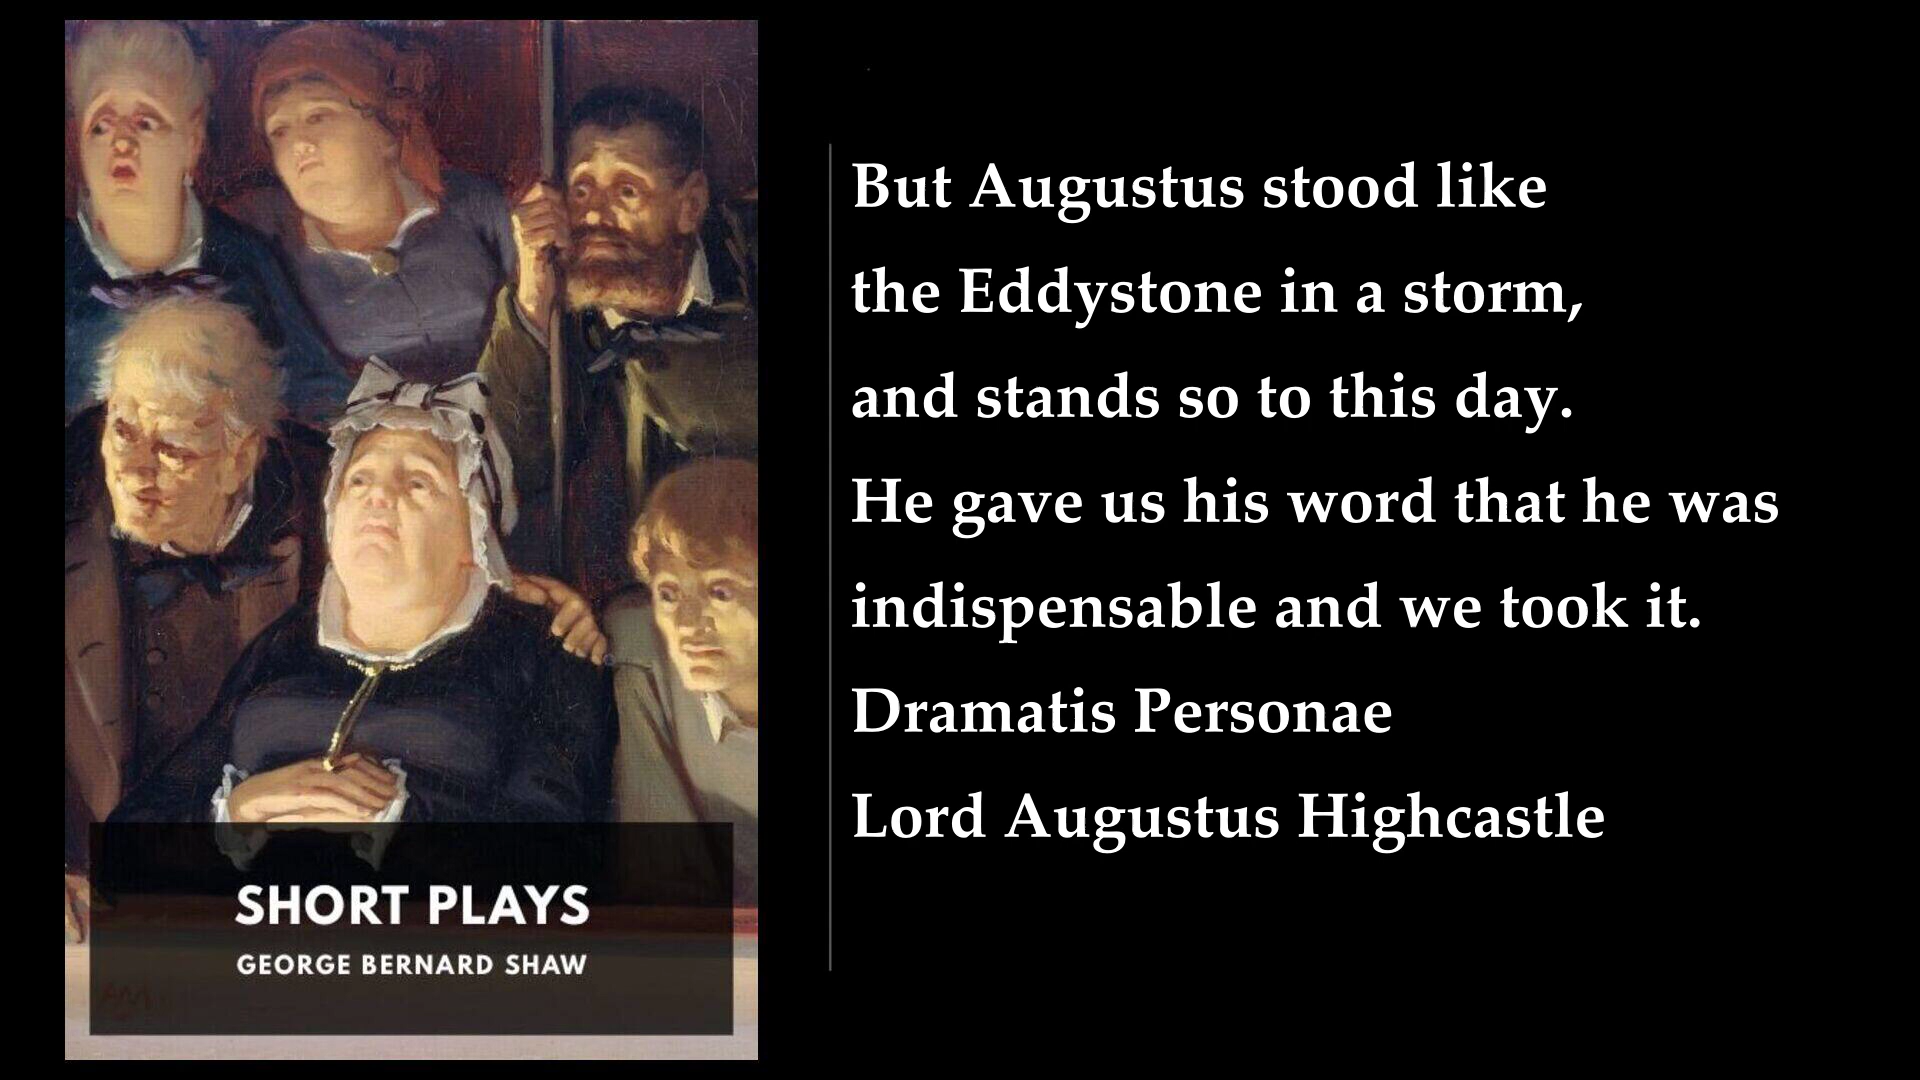 But Augustus stood like
the Eddystone in a storm,
and stands so to this day.
He gave us his word that he was
indispensable and we took it.
Dramatis Personae
Lord Augustus Highcastle
SHORT PLAYS
GEORGE BERNARD SHAW